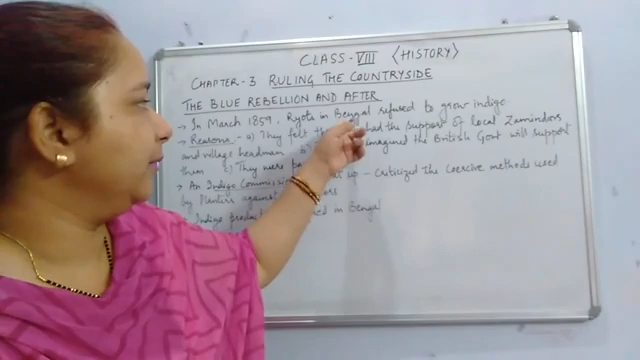 CLASS-VIII <HISTORY>
CHAPTER-3 RULING THE COUNTRYSIDE
THE BLUE REBELLION AND AFTER
→ In March 1859, Ryots in Bengal refused to grow indigo
→ Reasons - a) They felt had the support of local Zamindars
and village headman imagined the British Govt will support
them c) They were up - criticized the coercive methods used
→ An Indigo Commission
by Planters against
Indigo in Bengal